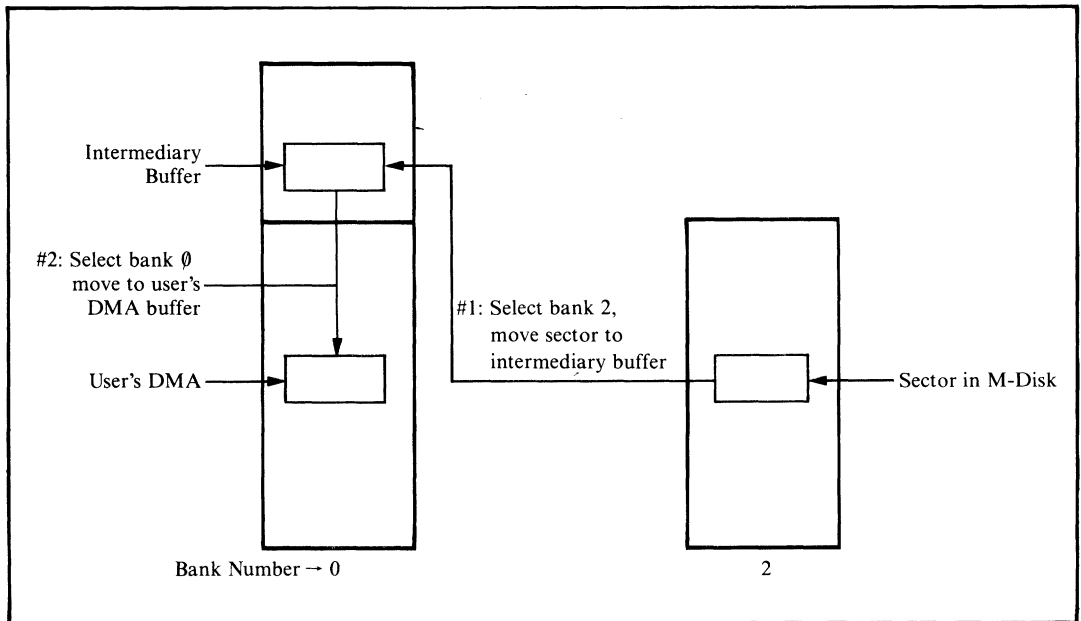 Intermediary
Buffer
#2: Select bank 0̸
move to user's
DMA buffer
#1: Select bank 2,
move sector to
intermediary buffer
User's DMA
Sector in M-Disk
Bank Number → 0
2